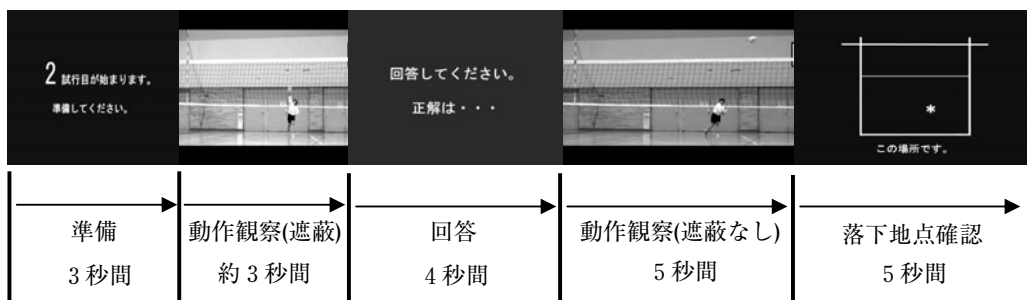 2 試行目が始まります。
準備してください。
回答してください。
正解は・・・
この場所です。
準備
3 秒間
動作観察(遮蔽)
約 3 秒間
回答
4 秒間
動作観察(遮蔽なし)
5 秒間
落下地点確認
5 秒間